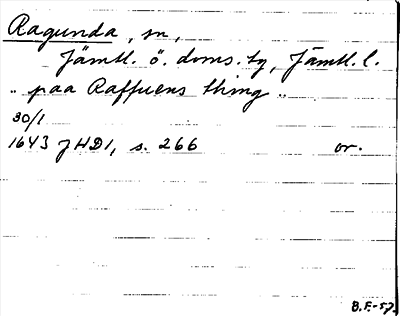 Ragunda, sn,
Jämtl. ö. doms. tg, Jämtl. l.
.. paa Raffuens thing ..
30/1
1643 JHD1, s. 266 or.
B.F.-57.